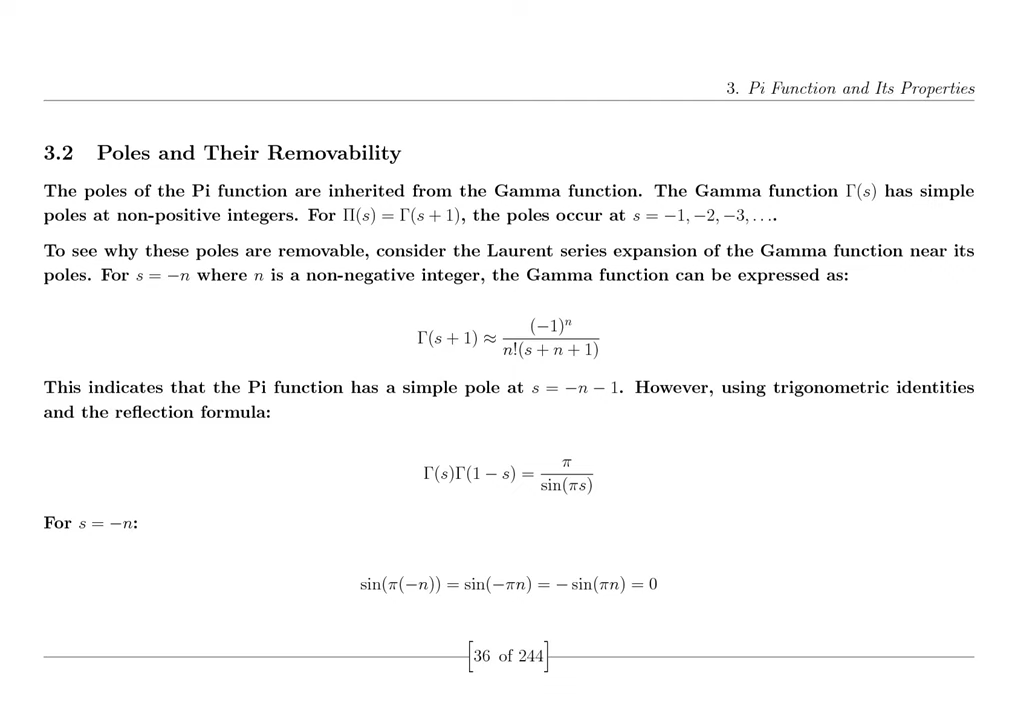 3. Pi Function and Its Properties
3.2 Poles and Their Removability
The poles of the Pi function are inherited from the Gamma function. The Gamma function Γ(s) has simple
poles at non-positive integers. For Π(s) = Γ(s + 1), the poles occur at s = −1, −2, −3, . . ..
To see why these poles are removable, consider the Laurent series expansion of the Gamma function near its
poles. For s = −n where n is a non-negative integer, the Gamma function can be expressed as:
Γ(s + 1) ≈ (−1)ⁿ / n!(s + n + 1)
This indicates that the Pi function has a simple pole at s = −n − 1. However, using trigonometric identities
and the reflection formula:
Γ(s)Γ(1 − s) = π / sin(πs)
For s = −n:
sin(π(−n)) = sin(−πn) = − sin(πn) = 0
[36 of 244]